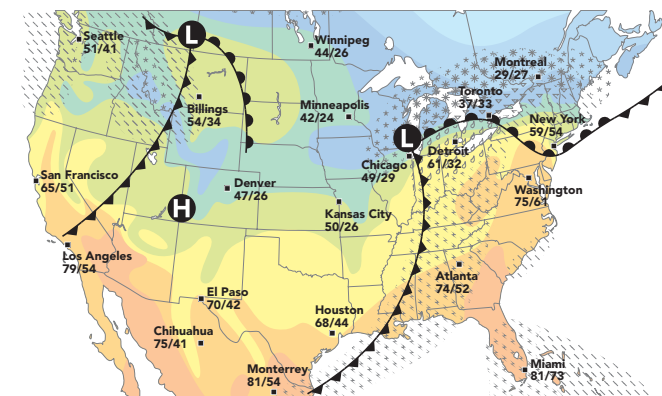 Seattle
51/41
L
Winnipeg
44/26
Montreal
29/27
Toronto
37/33
Billings
54/34
Minneapolis
42/24
New York
59/54
L
Detroit
61/32
Chicago
49/29
San Francisco
65/51
Denver
47/26
Washington
75/61
H
Kansas City
50/26
Los Angeles
79/54
Atlanta
74/52
El Paso
70/42
Houston
68/44
Chihuahua
75/41
Monterrey
81/54
Miami
81/73